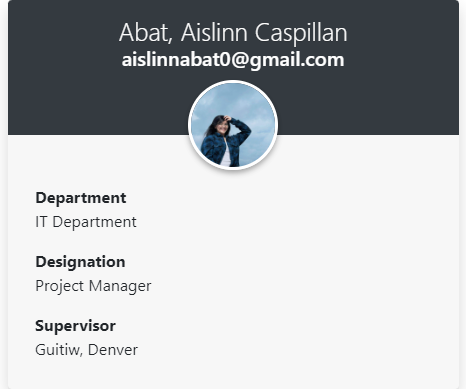 Abat, Aislinn Caspillan
aislinnabat0@gmail.com
Department
IT Department
Designation
Project Manager
Supervisor
Guitiw, Denver